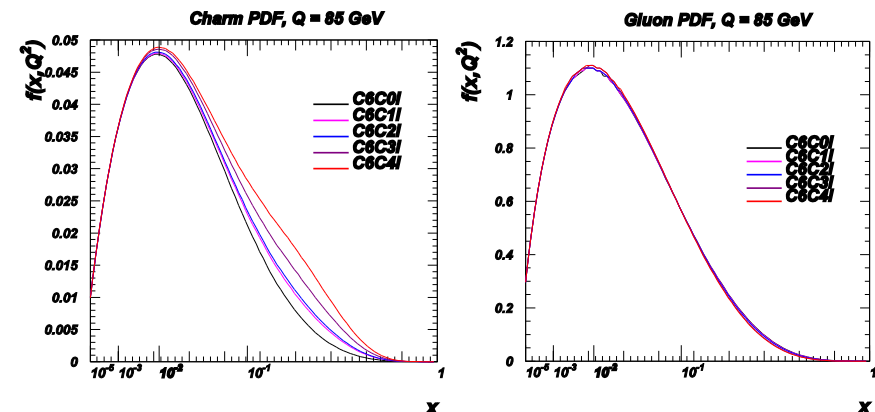 Charm PDF, Q = 85 GeV
f(x,Q²)
0.05
0.045
0.04
0.035
0.03
0.025
0.02
0.015
0.01
0.005
0
C6C0I
C6C1I
C6C2I
C6C3I
C6C4I
10⁻⁵ 10⁻³ 10⁻² 10⁻¹ 1
x
Gluon PDF, Q = 85 GeV
f(x,Q²)
1.2
1
0.8
0.6
0.4
0.2
0
C6C0I
C6C1I
C6C2I
C6C3I
C6C4I
10⁻⁵ 10⁻³ 10⁻² 10⁻¹ 1
x